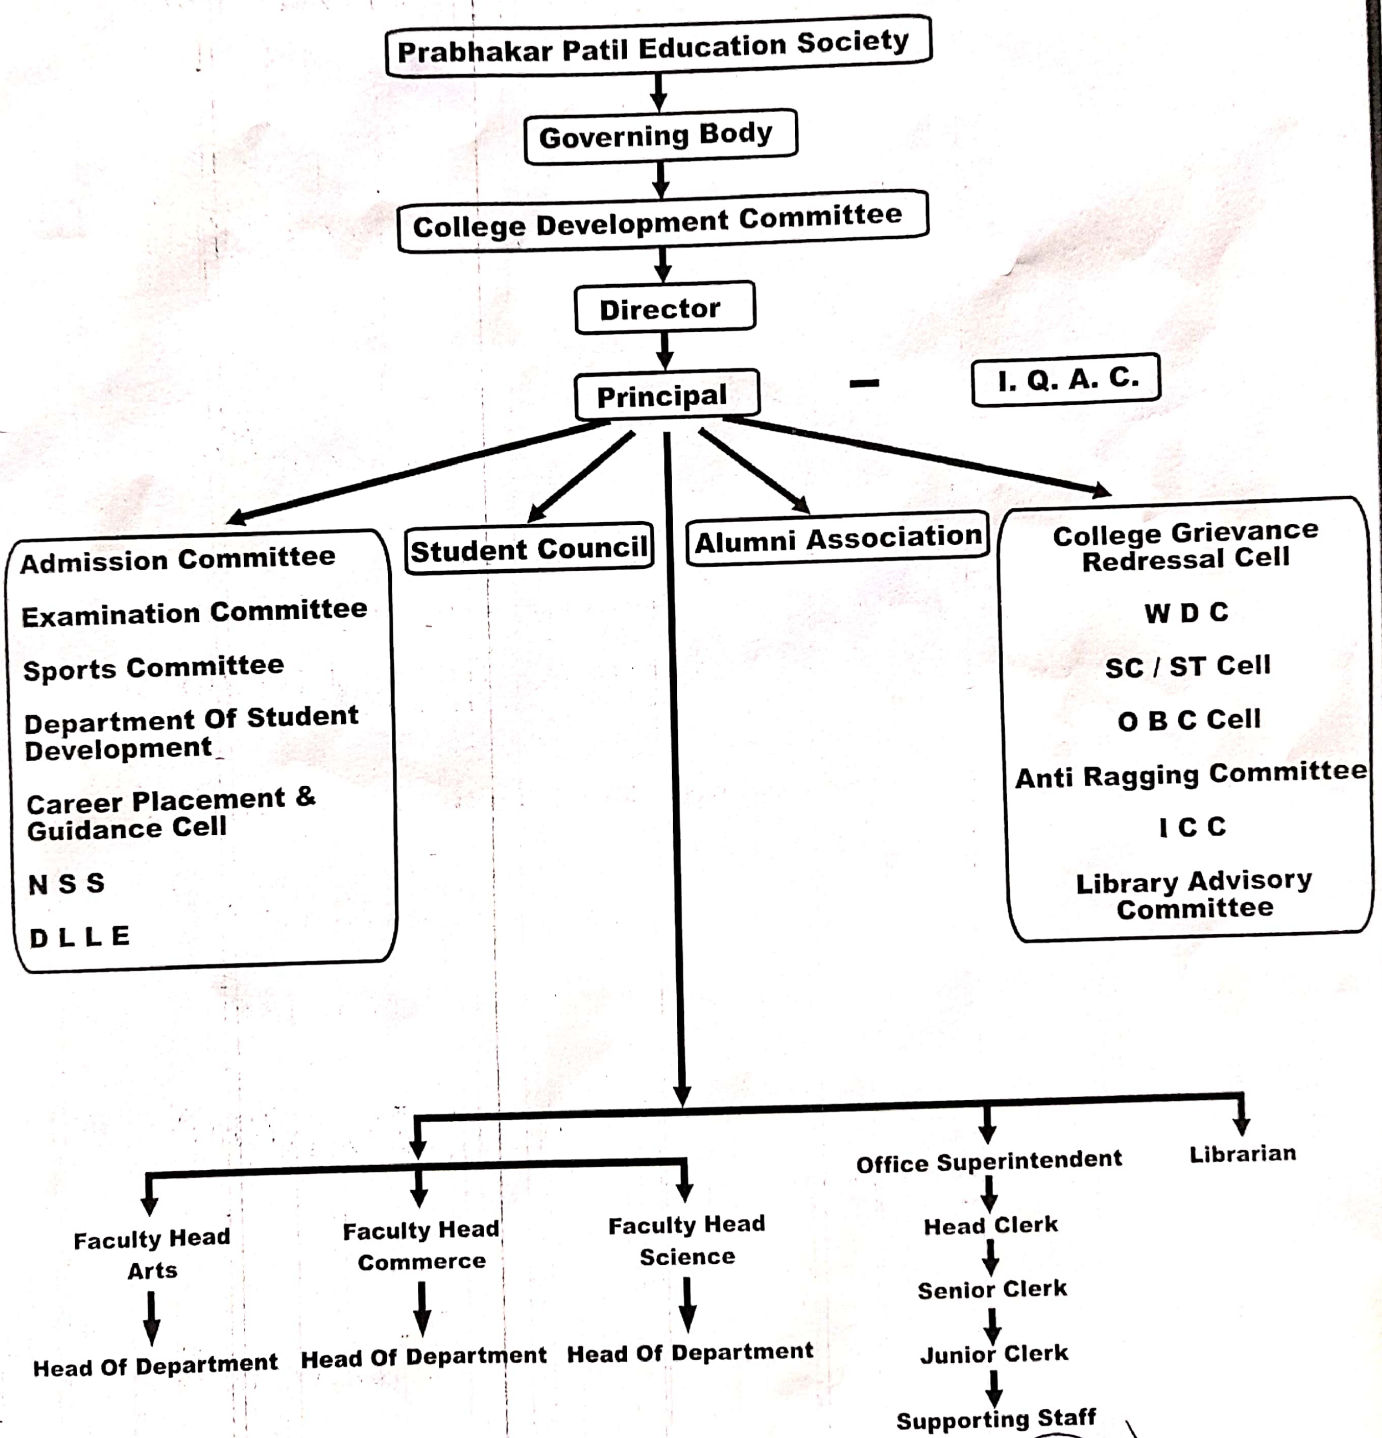 Prabhakar Patil Education Society
Governing Body
College Development Committee
Director
Principal
–
I. Q. A. C.
Admission Committee
Examination Committee
Sports Committee
Department Of Student
Development
Career Placement &
Guidance Cell
N S S
D L L E
Student Council
Alumni Association
College Grievance
Redressal Cell
W D C
SC / ST Cell
O B C Cell
Anti Ragging Committee
I C C
Library Advisory
Committee
Faculty Head
Arts
Head Of Department
Faculty Head
Commerce
Head Of Department
Faculty Head
Science
Head Of Department
Office Superintendent
Head Clerk
Senior Clerk
Junior Clerk
Supporting Staff
Librarian